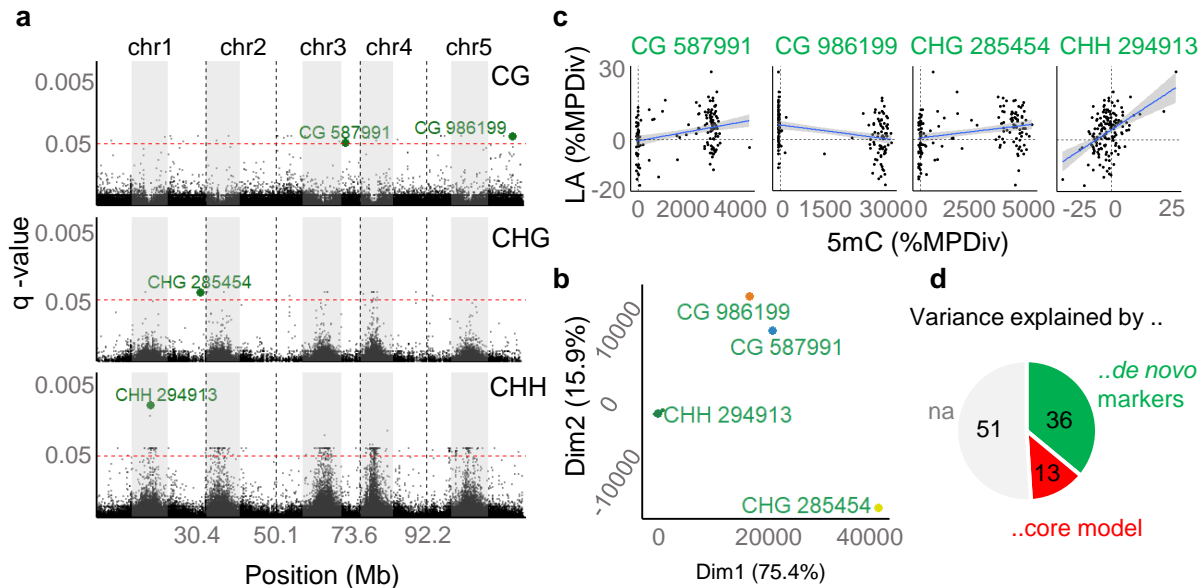 a
chr1 chr2 chr3 chr4 chr5
q -value
0.005
0.05
CG
CG 587991
CG 986199
0.005
0.05
CHG
CHG 285454
0.005
0.05
CHH
CHH 294913
30.4 50.1 73.6 92.2
Position (Mb)
c
CG 587991 CG 986199 CHG 285454 CHH 294913
LA (%MPDiv)
30
0
-20
0 2000 4000 0 1500 30000 0 2500 5000 -25 0 25
5mC (%MPDiv)
b
Dim2 (15.9%)
10000
0
-10000
CG 986199
CG 587991
CHH 294913
CHG 285454
0 20000 40000
Dim1 (75.4%)
d
Variance explained by ..
..de novo
markers
na
51
36
13
..core model